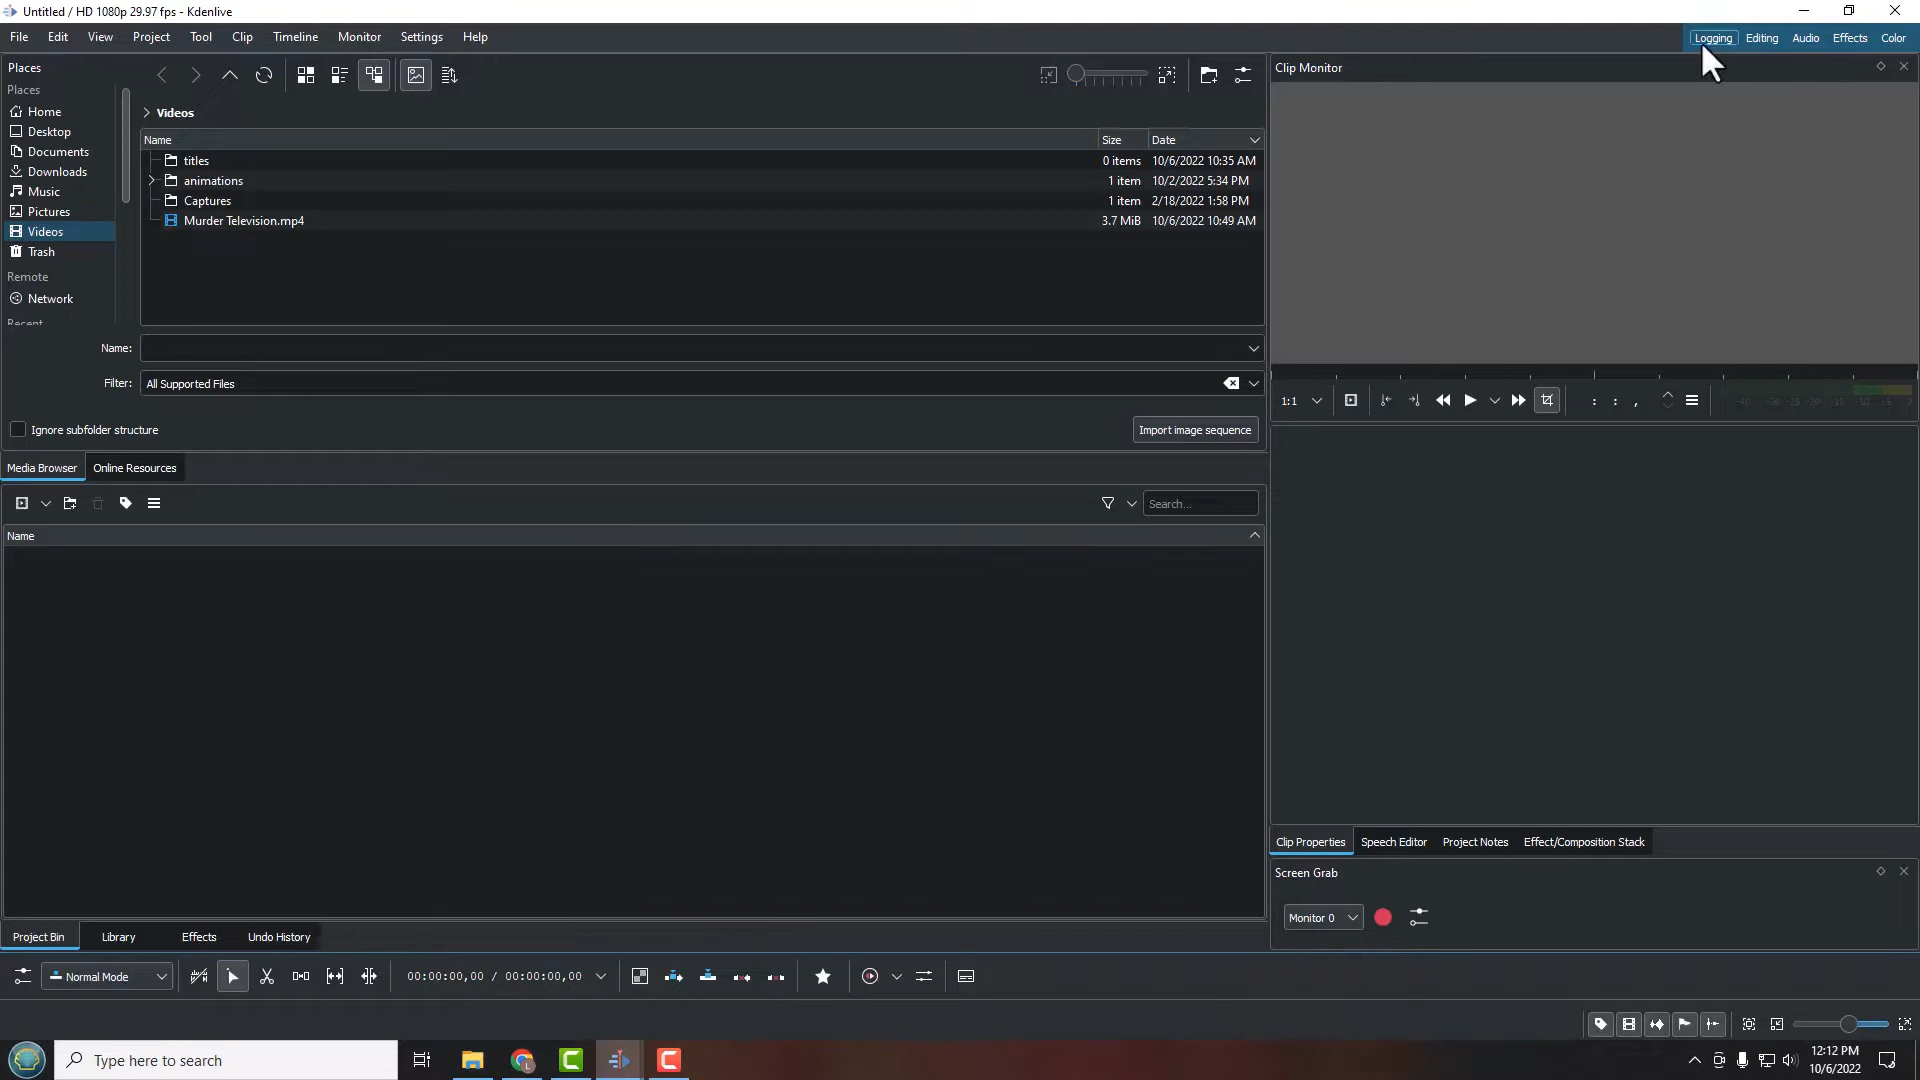 Untitled / HD 1080p 29.97 fps - Kdenlive
File Edit View Project Tool Clip Timeline Monitor Settings Help
Logging Editing Audio Effects Color
Places
Places
Home
Desktop
Documents
Downloads
Music
Pictures
Videos
Trash
Remote
Network
Recent
Videos
Name Size Date
titles 0 items 10/6/2022 10:35 AM
animations 1 item 10/2/2022 5:34 PM
Captures 1 item 2/18/2022 1:58 PM
Murder Television.mp4 3.7 MiB 10/6/2022 10:49 AM
Name:
Filter: All Supported Files
Ignore subfolder structure
Import image sequence
Media Browser Online Resources
Clip Monitor
1:1 : : ,
Search...
Name
Clip Properties Speech Editor Project Notes Effect/Composition Stack
Screen Grab
Monitor 0
Project Bin Library Effects Undo History
Normal Mode 00:00:00,00 / 00:00:00,00
Type here to search
12:12 PM
10/6/2022